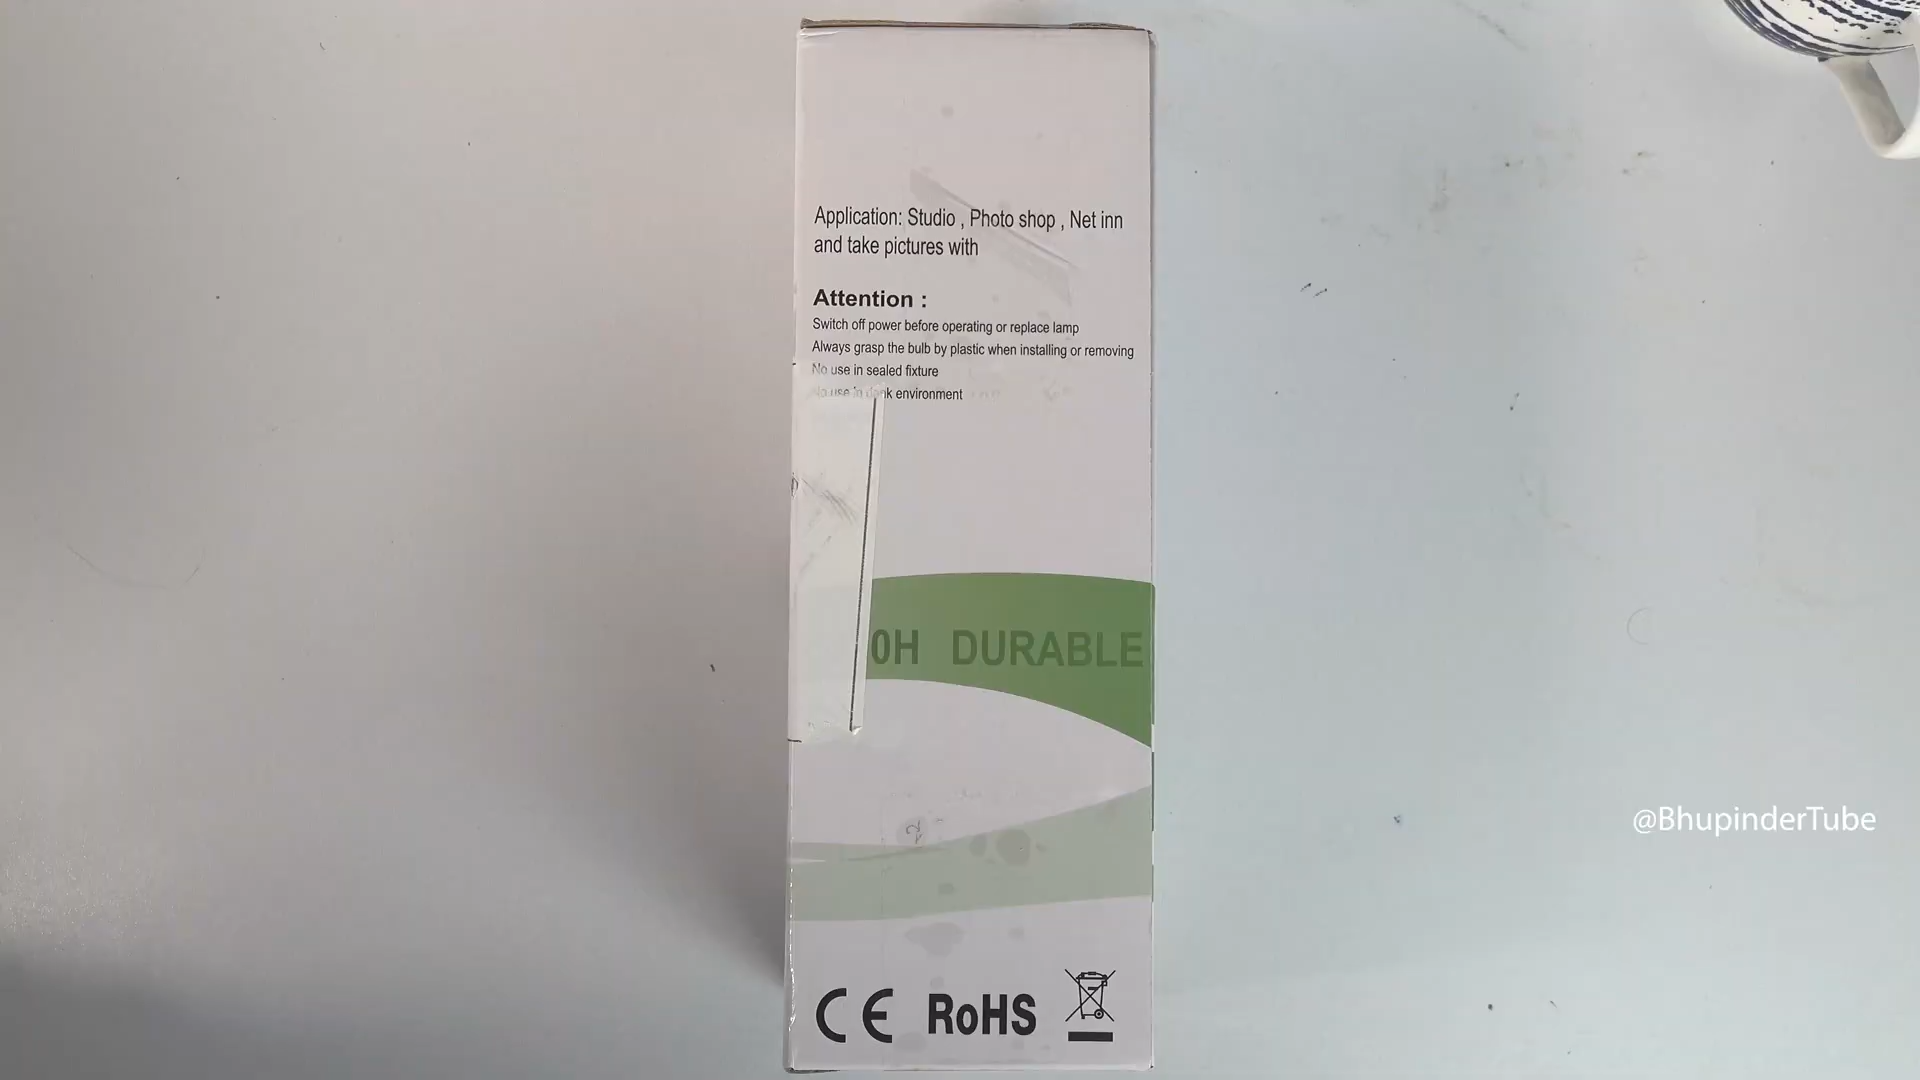 Application: Studio , Photo shop , Net inn
and take pictures with
Attention :
Switch off power before operating or replace lamp
Always grasp the bulb by plastic when installing or removing
No use in sealed fixture
No use in dank environment
0H DURABLE
CE RoHS
@BhupinderTube